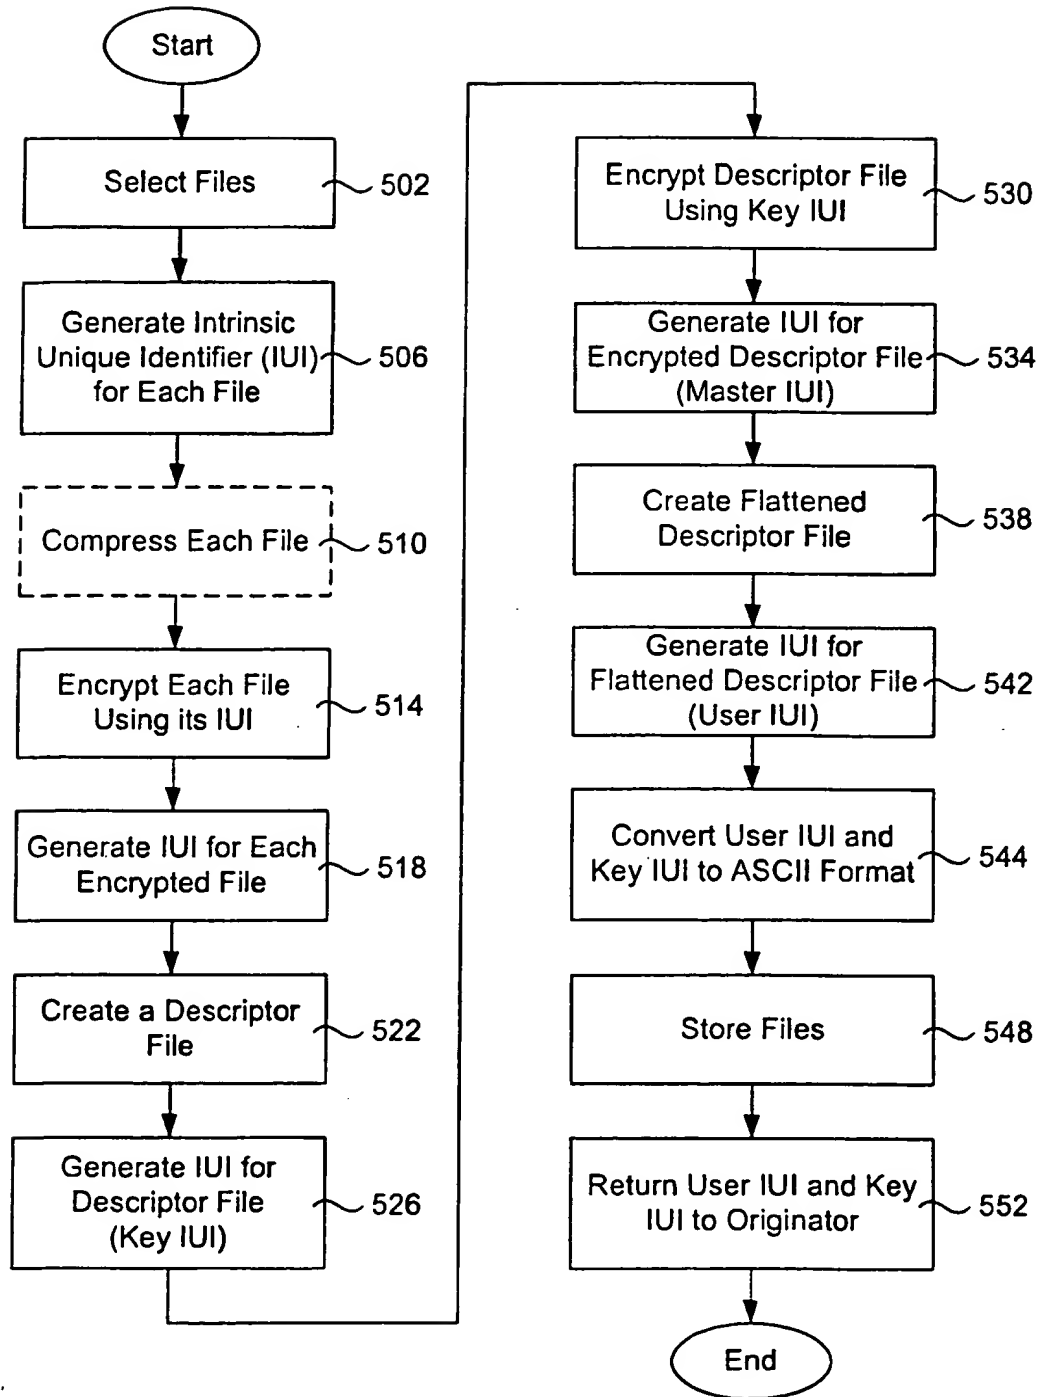 Start
Select Files
502
Generate Intrinsic
Unique Identifier (IUI)
for Each File
506
Compress Each File
510
Encrypt Each File
Using its IUI
514
Generate IUI for Each
Encrypted File
518
Create a Descriptor
File
522
Generate IUI for
Descriptor File
(Key IUI)
526
Encrypt Descriptor File
Using Key IUI
530
Generate IUI for
Encrypted Descriptor File
(Master IUI)
534
Create Flattened
Descriptor File
538
Generate IUI for
Flattened Descriptor File
(User IUI)
542
Convert User IUI and
Key IUI to ASCII Format
544
Store Files
548
Return User IUI and Key
IUI to Originator
552
End